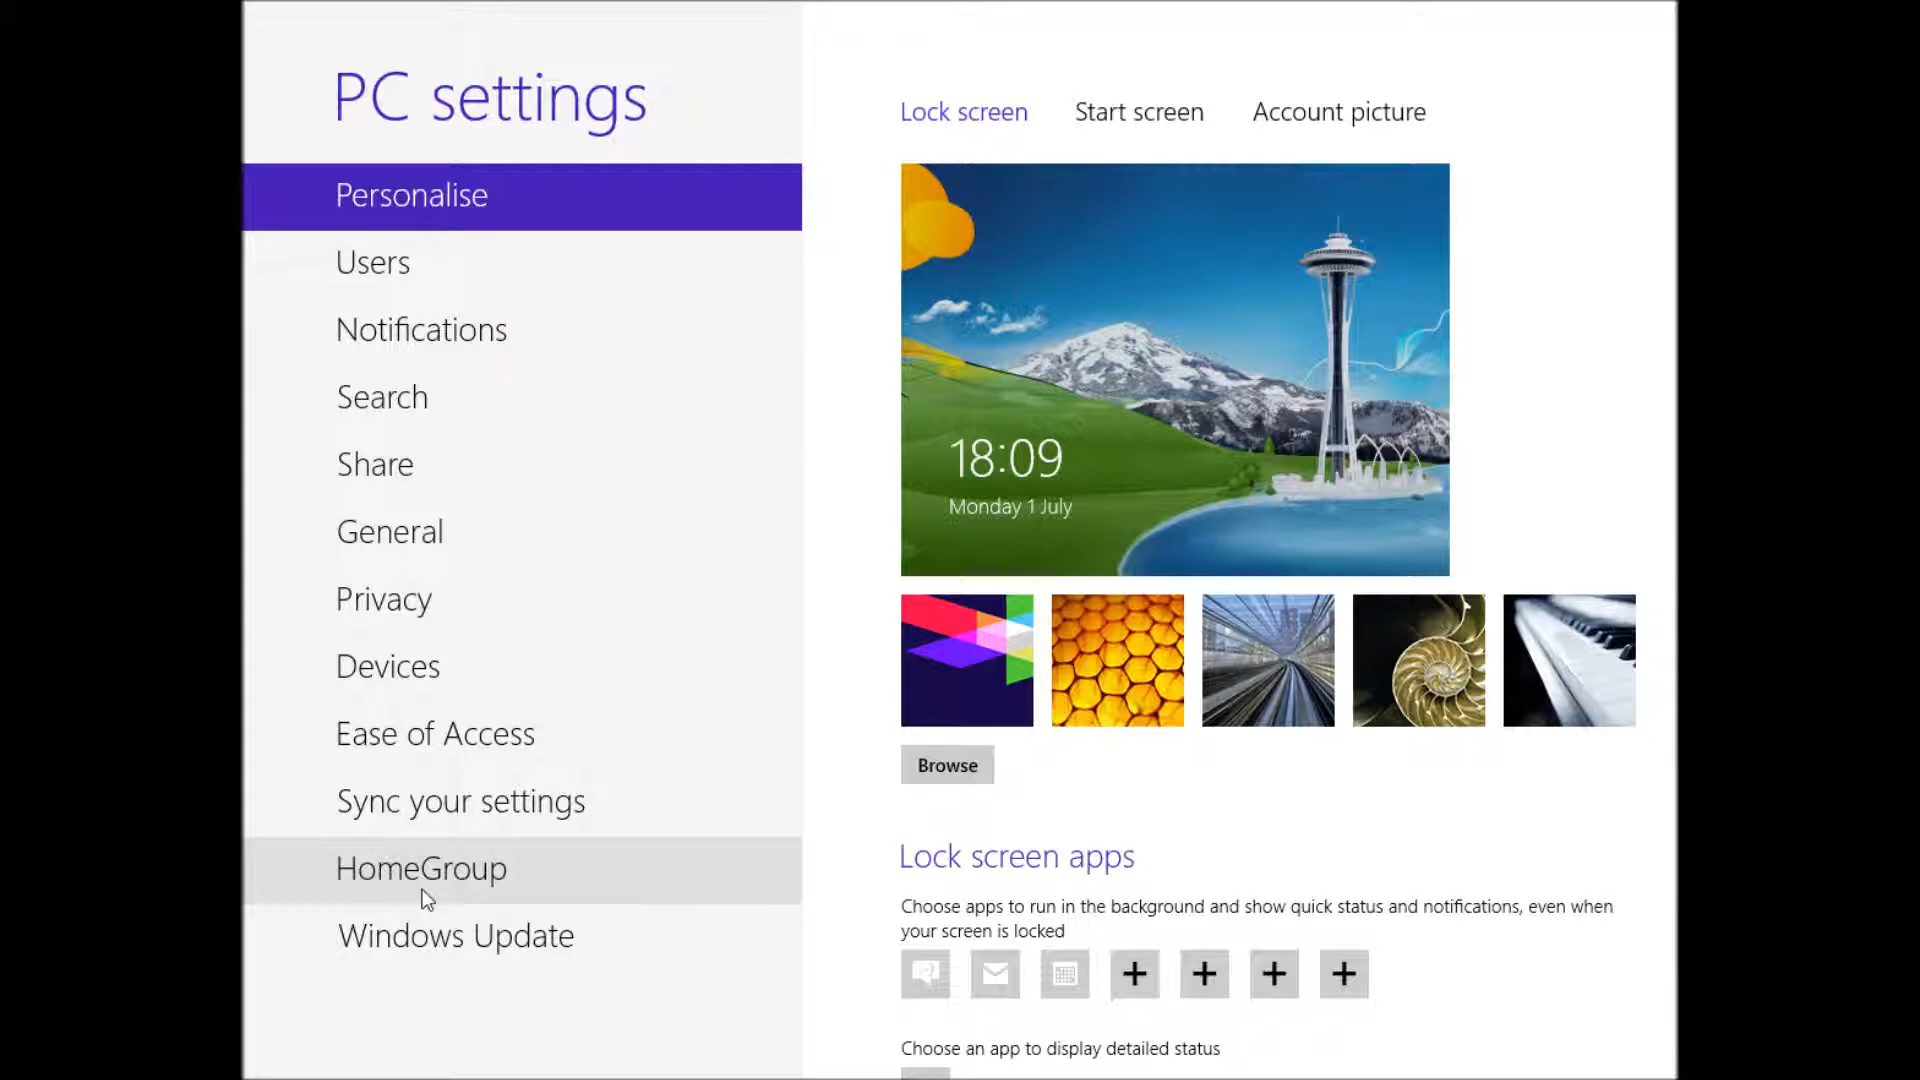 PC settings
Personalise
Users
Notifications
Search
Share
General
Privacy
Devices
Ease of Access
Sync your settings
HomeGroup
Windows Update
Lock screen
Start screen
Account picture
18:09
Monday 1 July
Browse
Lock screen apps
Choose apps to run in the background and show quick status and notifications, even when
your screen is locked
Choose an app to display detailed status